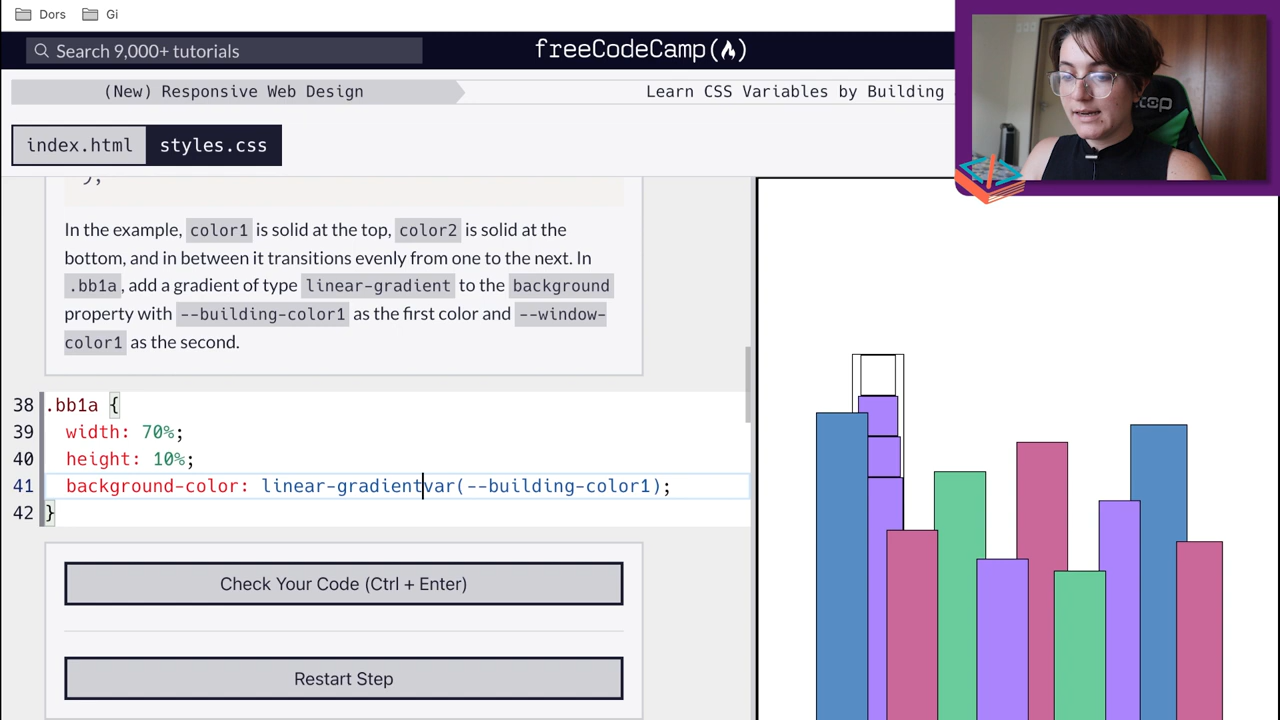 Dors Gi
Search 9,000+ tutorials
freeCodeCamp
(New) Responsive Web Design
Learn CSS Variables by Building
index.html styles.css
);
In the example, color1 is solid at the top, color2 is solid at the
bottom, and in between it transitions evenly from one to the next. In
.bb1a, add a gradient of type linear-gradient to the background
property with --building-color1 as the first color and --window-
color1 as the second.
38 .bb1a {
39 width: 70%;
40 height: 10%;
41 background-color: linear-gradientvar(--building-color1);
42 }
Check Your Code (Ctrl + Enter)
Restart Step
top